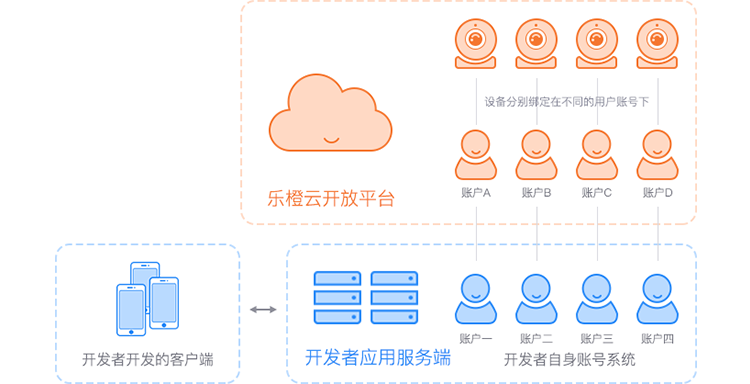 设备分别绑定在不同的用户账号下
账户A 账户B 账户C 账户D
乐橙云开放平台
账户一 账户二 账户三 账户四
开发者开发的客户端
开发者应用服务端
开发者自身账号系统